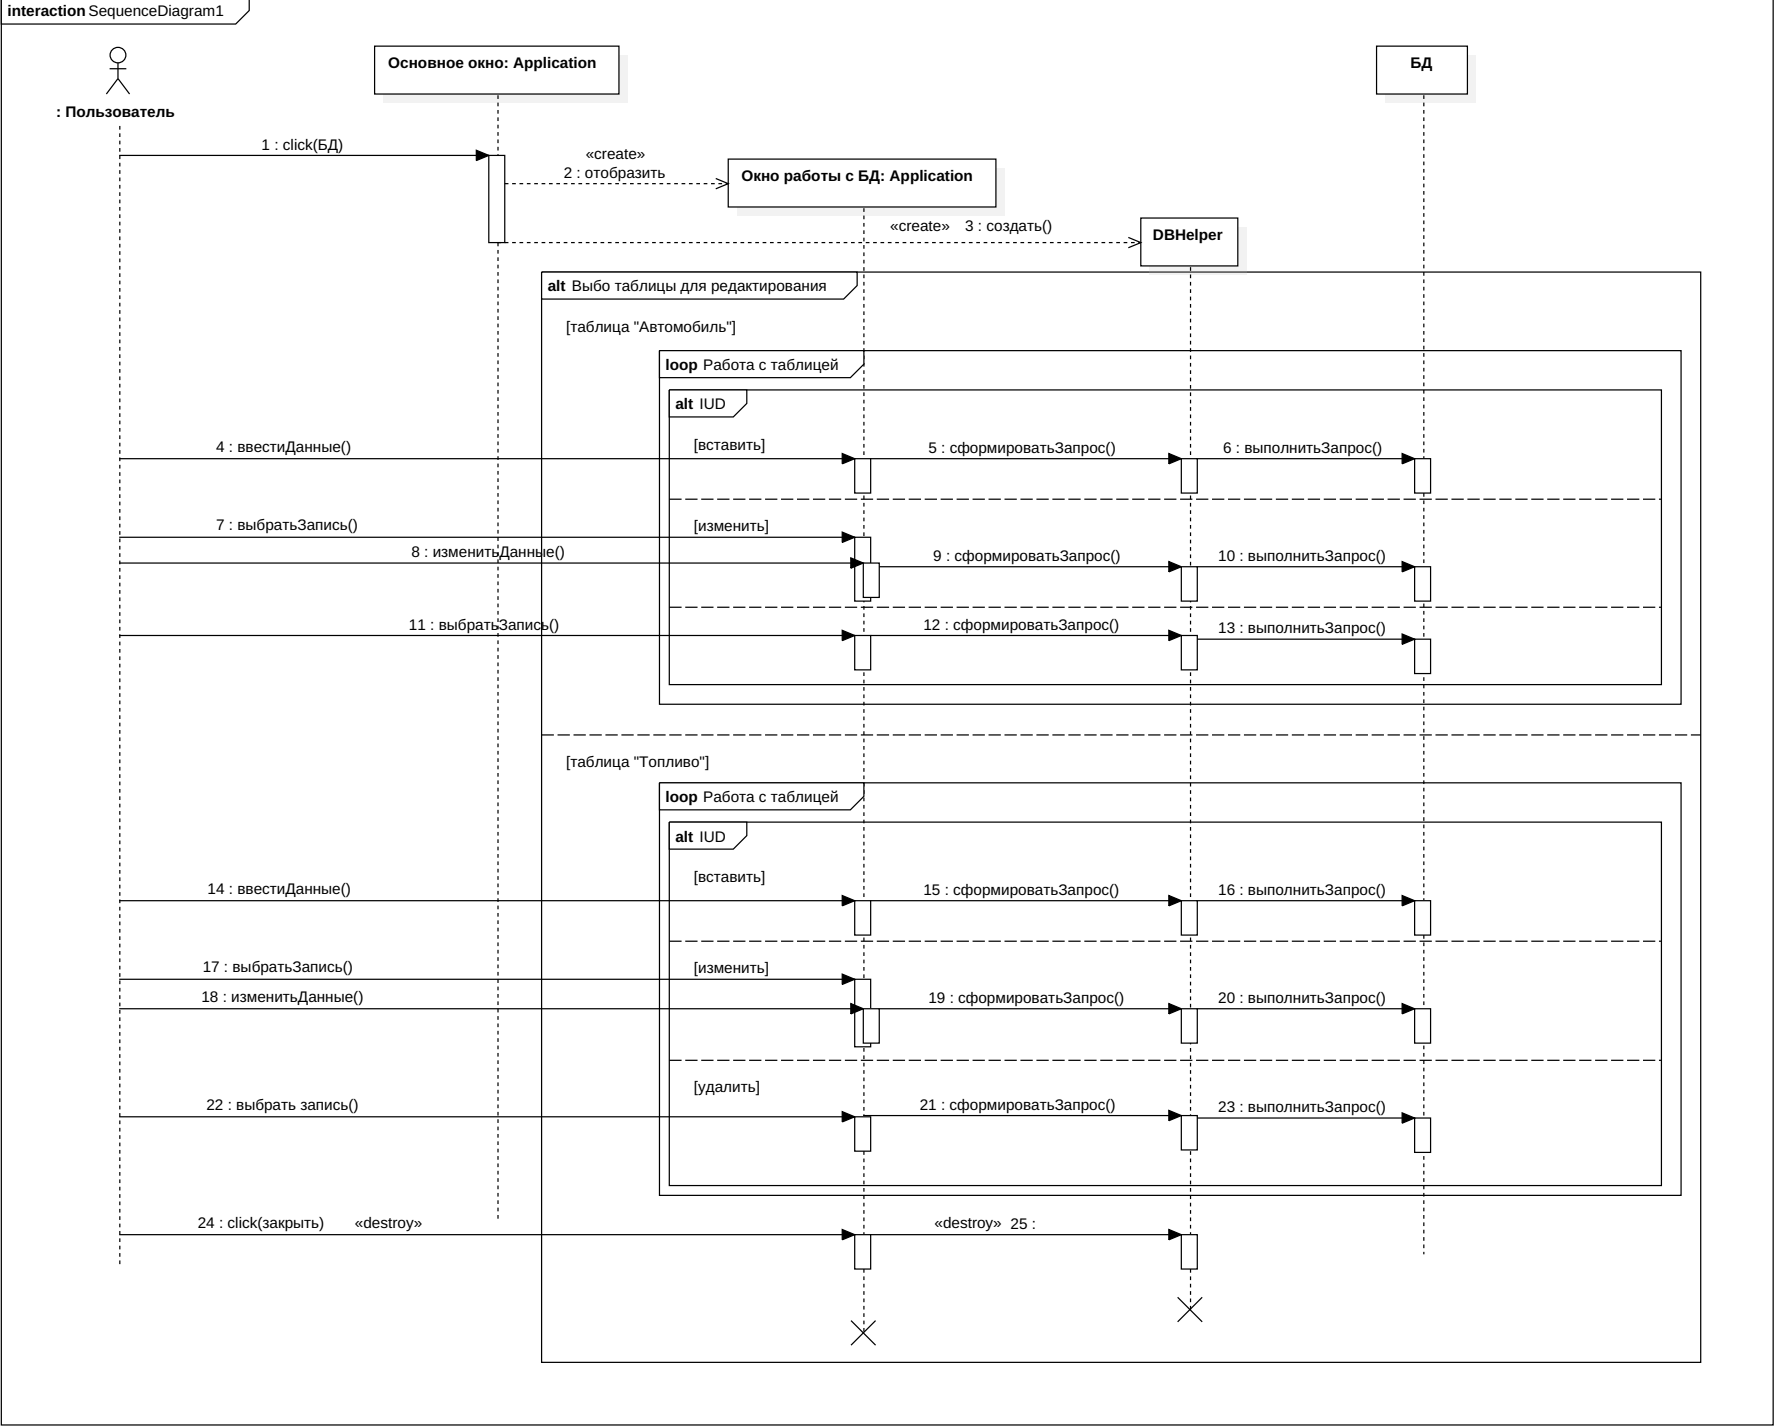 interaction SequenceDiagram1
Основное окно: Application
БД
: Пользователь
1 : click(БД)
«create»
2 : отобразить
Окно работы с БД: Application
«create» 3 : создать()
DBHelper
alt Выбо таблицы для редактирования
[таблица "Автомобиль"]
loop Работа с таблицей
alt IUD
[вставить]
4 : ввестиДанные()
5 : сформироватьЗапрос()
6 : выполнитьЗапрос()
7 : выбратьЗапись()
[изменить]
8 : изменитьДанные()
9 : сформироватьЗапрос()
10 : выполнитьЗапрос()
11 : выбратьЗапись()
12 : сформироватьЗапрос()
13 : выполнитьЗапрос()
[таблица "Топливо"]
loop Работа с таблицей
alt IUD
[вставить]
14 : ввестиДанные()
15 : сформироватьЗапрос()
16 : выполнитьЗапрос()
17 : выбратьЗапись()
[изменить]
18 : изменитьДанные()
19 : сформироватьЗапрос()
20 : выполнитьЗапрос()
[удалить]
22 : выбрать запись()
21 : сформироватьЗапрос()
23 : выполнитьЗапрос()
24 : click(закрыть) «destroy»
«destroy» 25 :